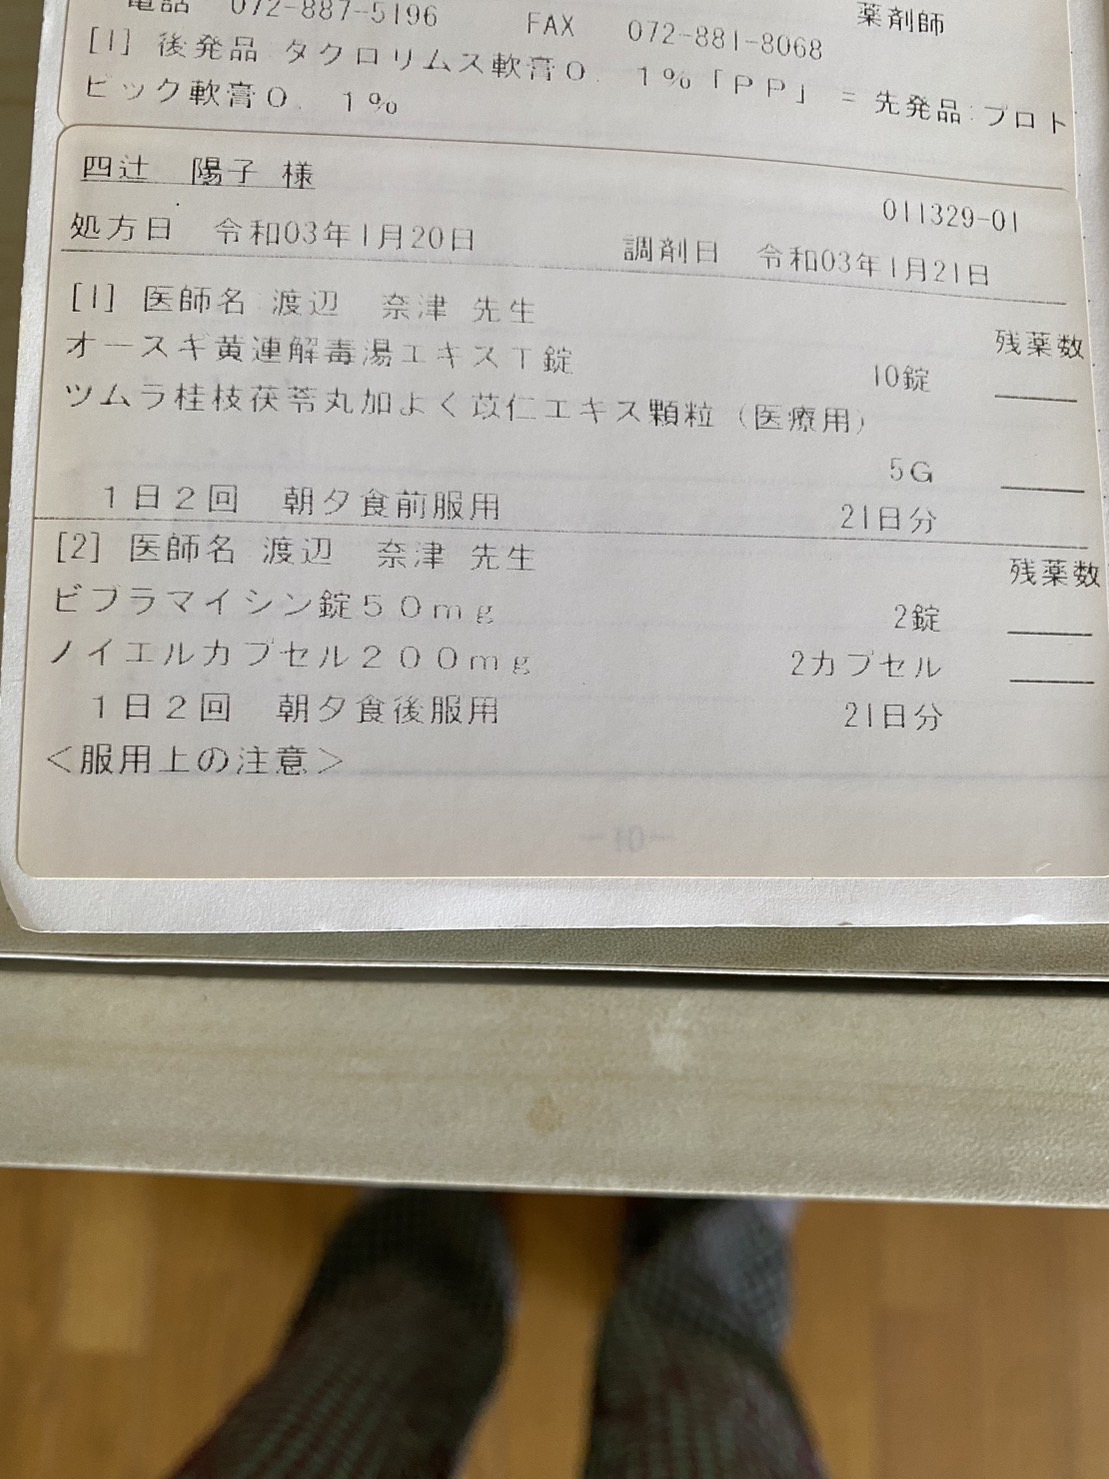 電話 072-887-5196 FAX 072-881-8068 薬剤師
[1] 後発品:タクロリムス軟膏0.1%「PP」=先発品:プロト
ピック軟膏0.1%
四辻 陽子 様
011329-01
処方日 令和03年1月20日 調剤日 令和03年1月21日
[1] 医師名 渡辺 奈津 先生 残薬数
オースギ黄連解毒湯エキスT錠 10錠
ツムラ桂枝茯苓丸加よく苡仁エキス顆粒(医療用)
5G
1日2回 朝夕食前服用 21日分
[2] 医師名 渡辺 奈津 先生 残薬数
ビブラマイシン錠50mg 2錠
ノイエルカプセル200mg 2カプセル
1日2回 朝夕食後服用 21日分
<服用上の注意>